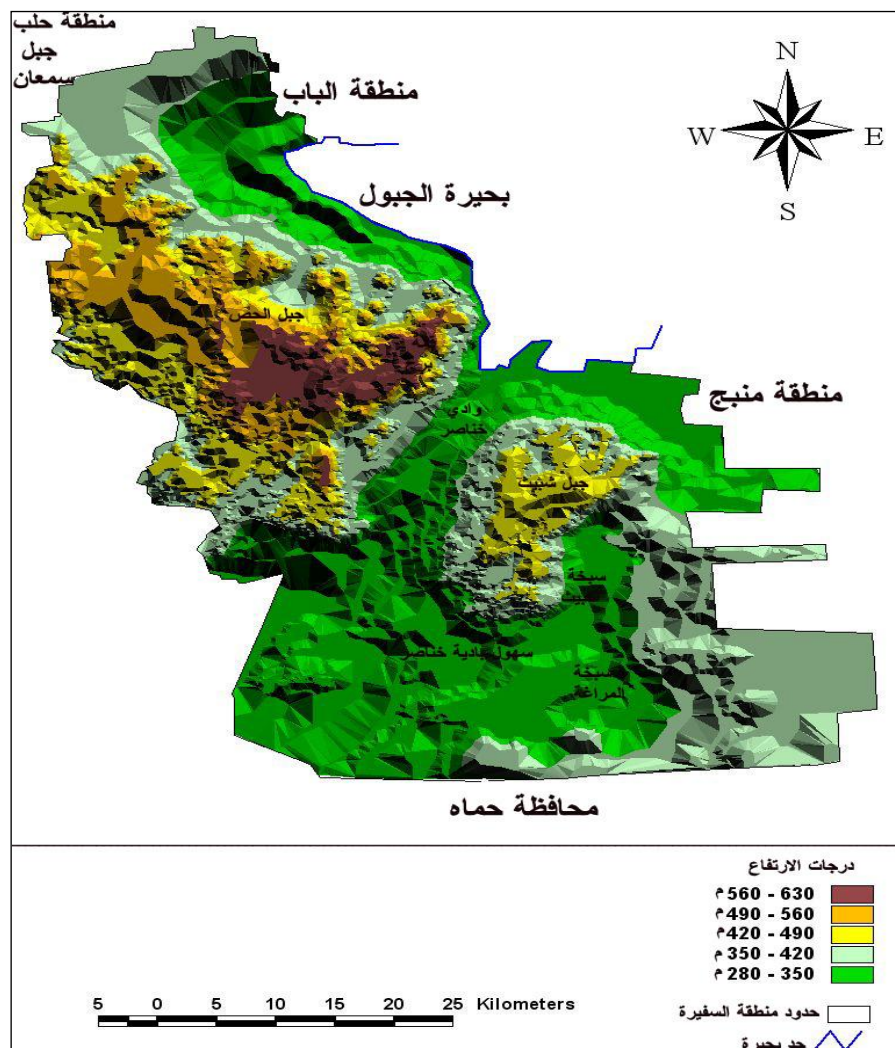 منطقة حلب
جبل
سمعان
منطقة الباب
N
W
E
S
بحيرة الجبول
جبل الحص
منطقة منبج
وادي
خناصر
جبل شبيث
سبخة
سهول بادية خناصر
سبخة
المراغة
محافظة حماه
درجات الارتفاع
560 - 630 م
490 - 560 م
420 - 490 م
350 - 420 م
280 - 350 م
حدود منطقة السفيرة
حد بحيرة
5 0 5 10 15 20 25 Kilometers